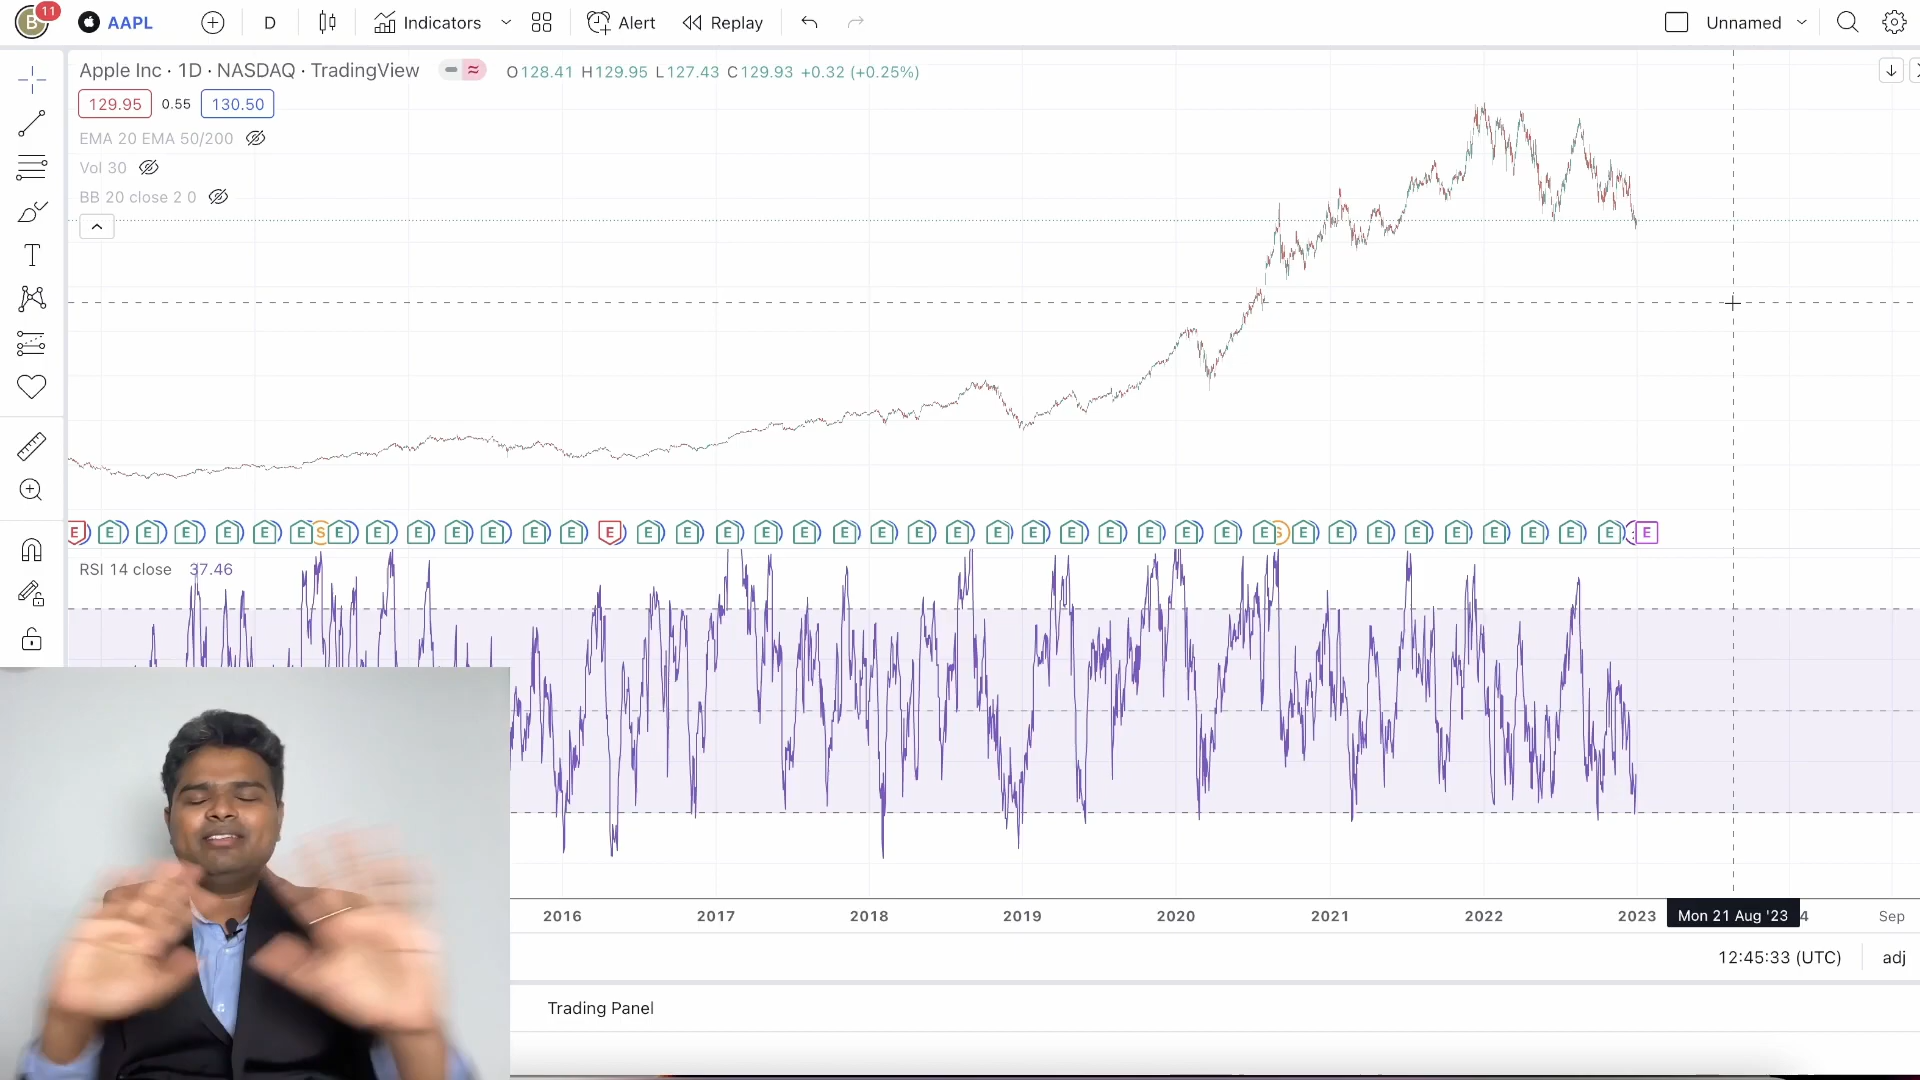 B 11 AAPL D Indicators Alert Replay Unnamed
Apple Inc · 1D · NASDAQ · TradingView O128.41 H129.95 L127.43 C129.93 +0.32 (+0.25%)
129.95 0.55 130.50
EMA 20 EMA 50/200
Vol 30
BB 20 close 2 0
T
E E E E E E E S E E E E E E E E E E E E E E E E E E E E E E E E E S E E E E E E E E E E
RSI 14 close 37.46
2016 2017 2018 2019 2020 2021 2022 2023 Mon 21 Aug '23 4 Sep
12:45:33 (UTC) adj
Trading Panel